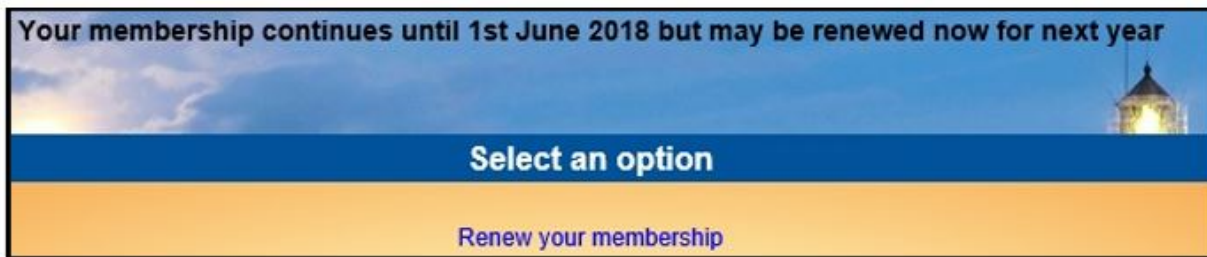 Your membership continues until 1st June 2018 but may be renewed now for next year
Select an option
Renew your membership